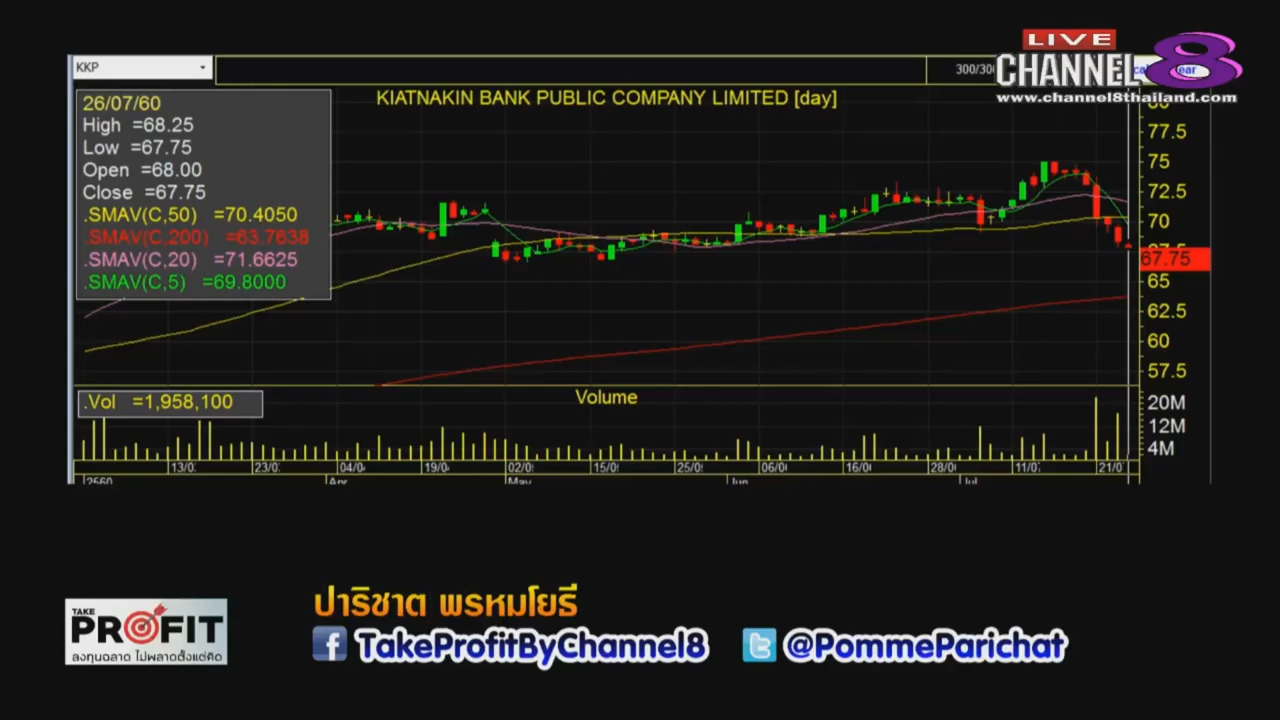 LIVE
CHANNEL 8
www.channel8thailand.com
KKP
KIATNAKIN BANK PUBLIC COMPANY LIMITED [day]
26/07/60
High =68.25
Low =67.75
Open =68.00
Close =67.75
.SMAV(C,50) =70.4050
.SMAV(C,200) =63.7638
.SMAV(C,20) =71.6625
.SMAV(C,5) =69.8000
80
77.5
75
72.5
70
67.5
67.75
65
62.5
60
57.5
.Vol =1,958,100
Volume
20M
12M
4M
13/0 23/0 04/0 19/0 02/0 15/0 25/0 06/0 16/0 28/0 11/0 21/0
2560 Apr May Jun Jul
TAKE
PROFIT
ลงทุนฉลาด ไม่พลาดตั้งแต่คิด
ปาริชาต พรหมโยธี
f TakeProfitByChannel8 @PommeParichat